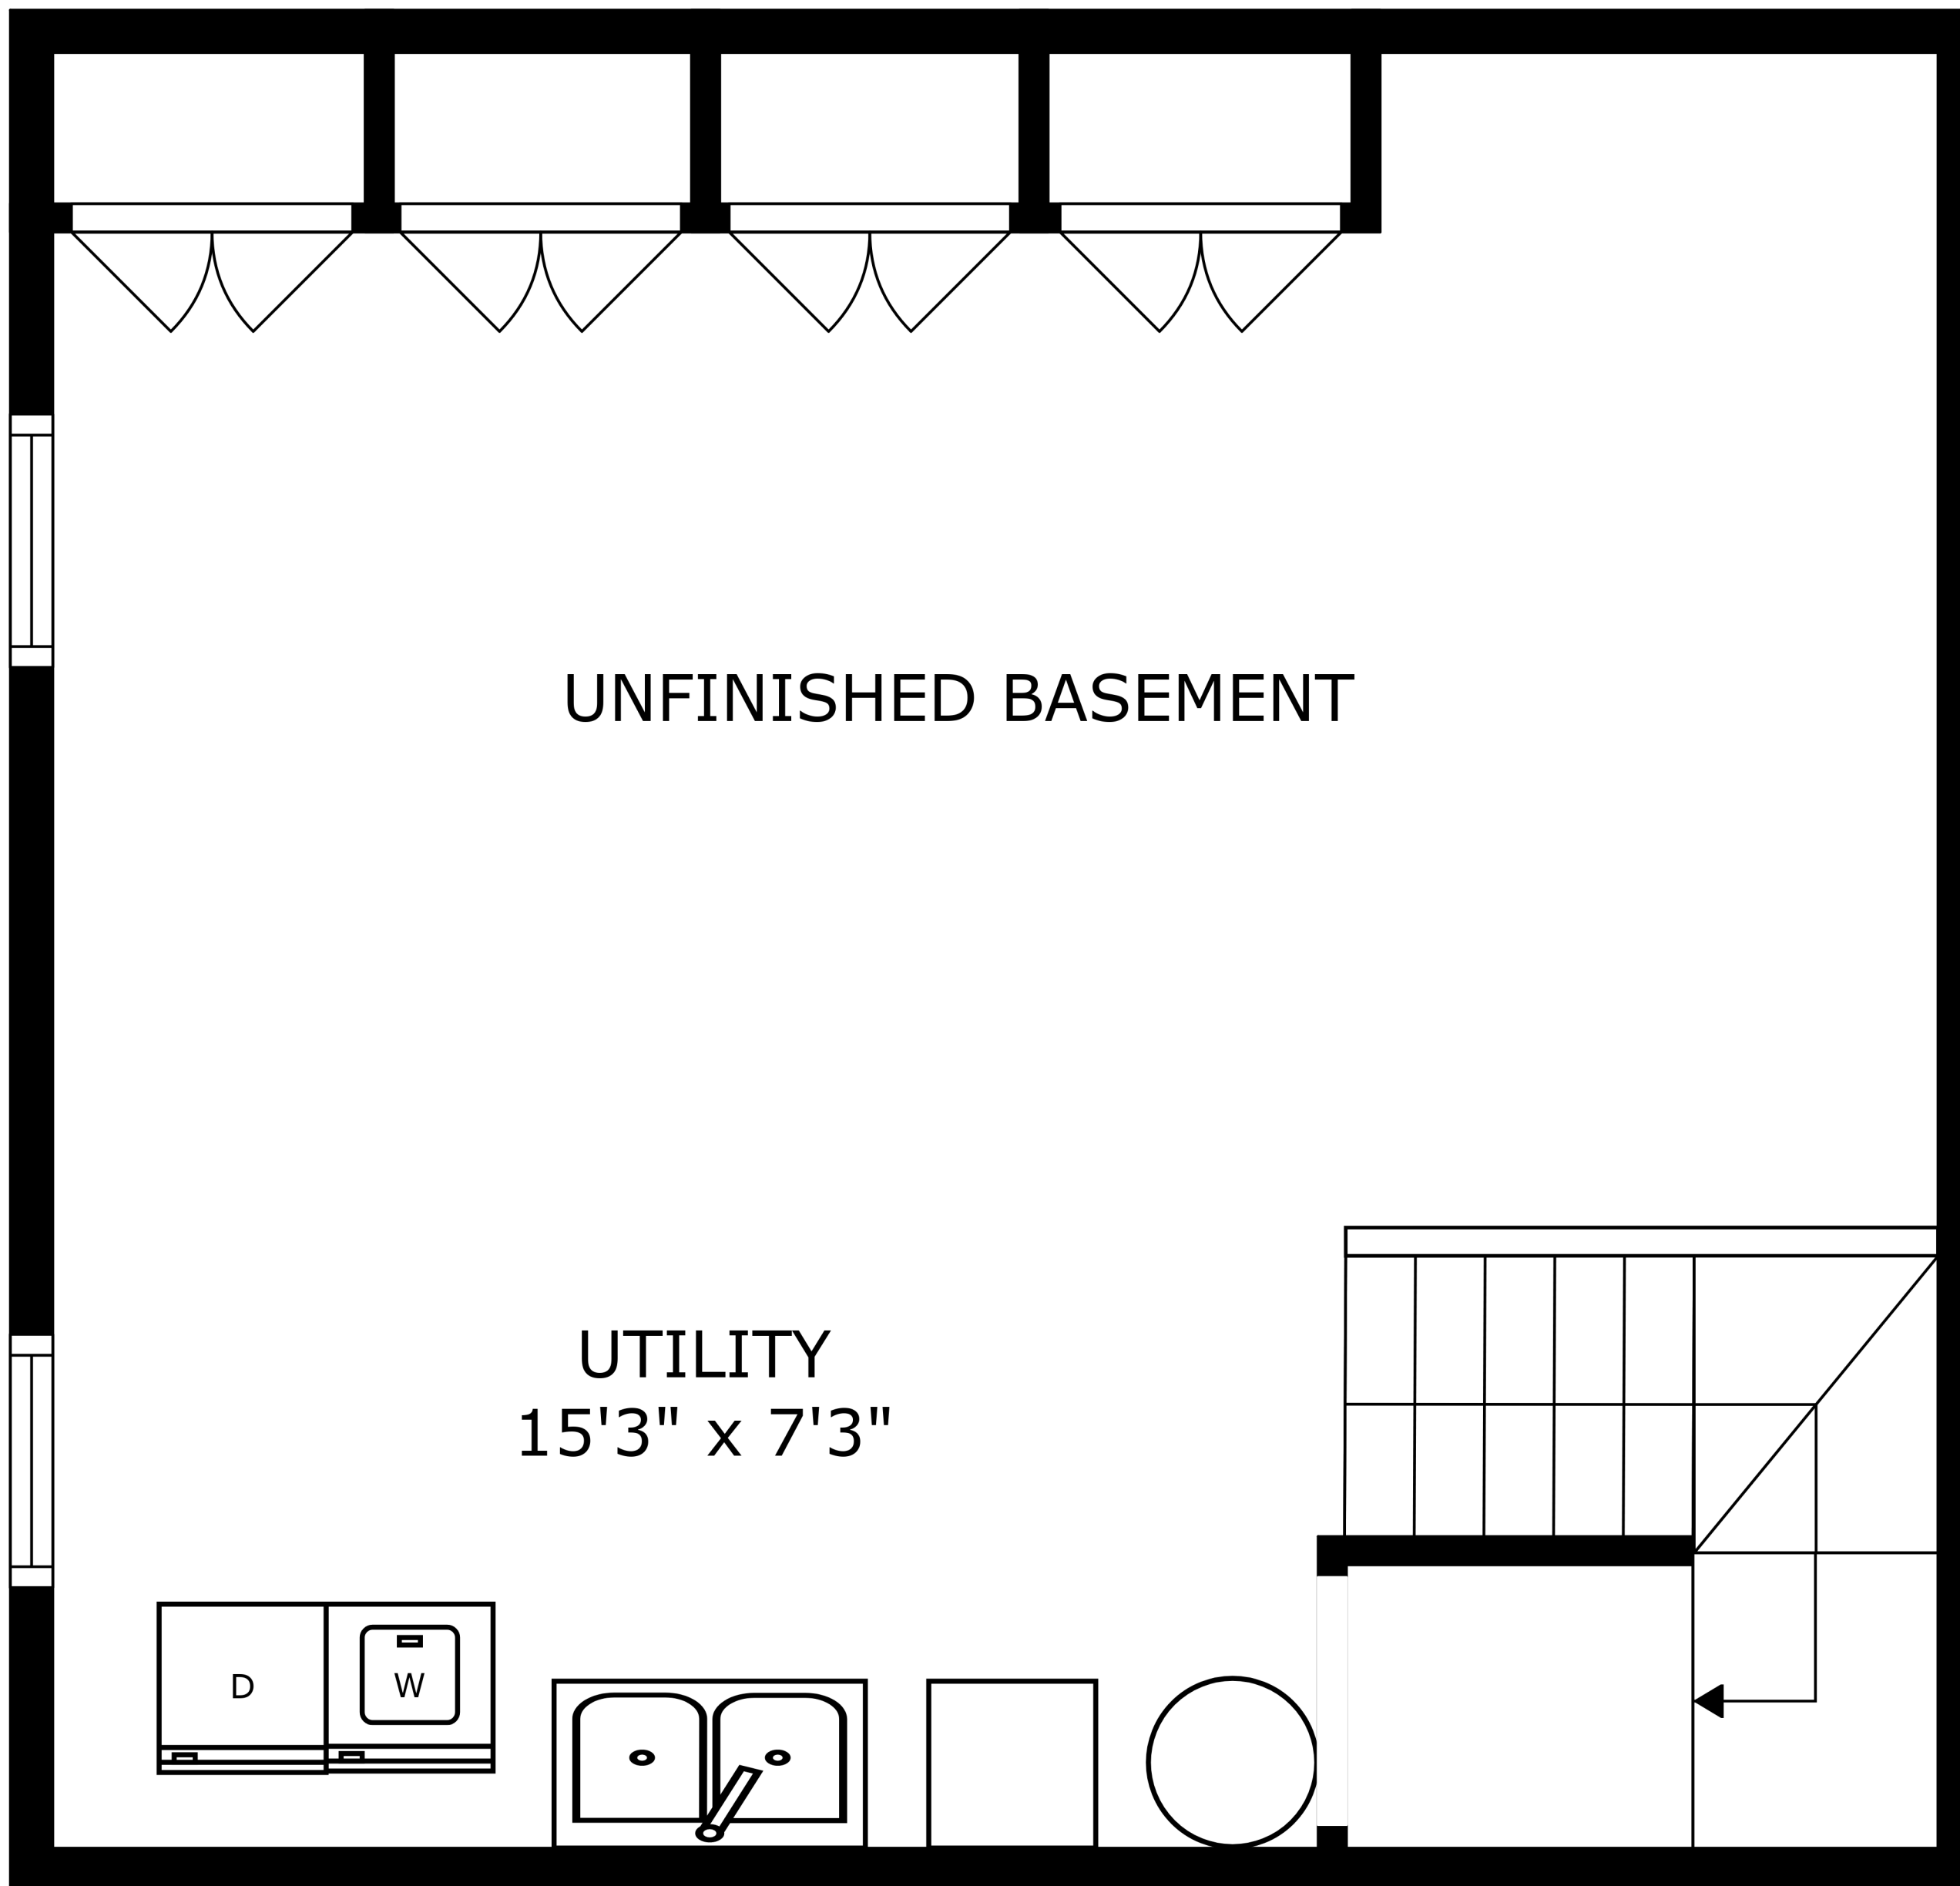 UNFINISHED BASEMENT
UTILITY
15'3" x 7'3"
D
W